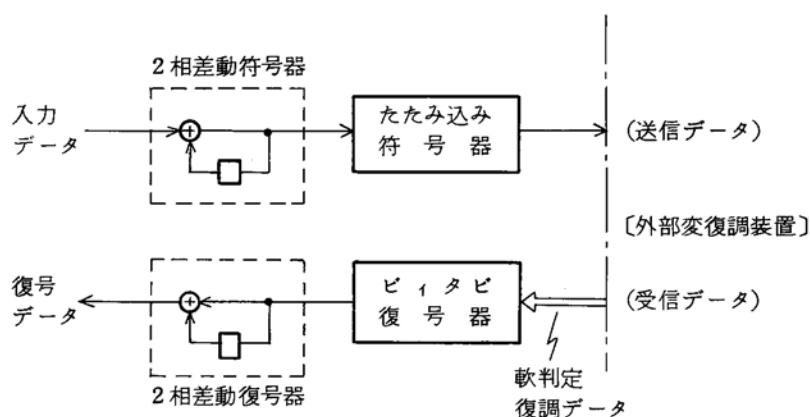 2相差動符号器
入力
データ
たたみ込み
符号器
(送信データ)
〔外部変復調装置〕
復号
データ
ビィタビ
復号器
(受信データ)
2相差動復号器
軟判定
復調データ